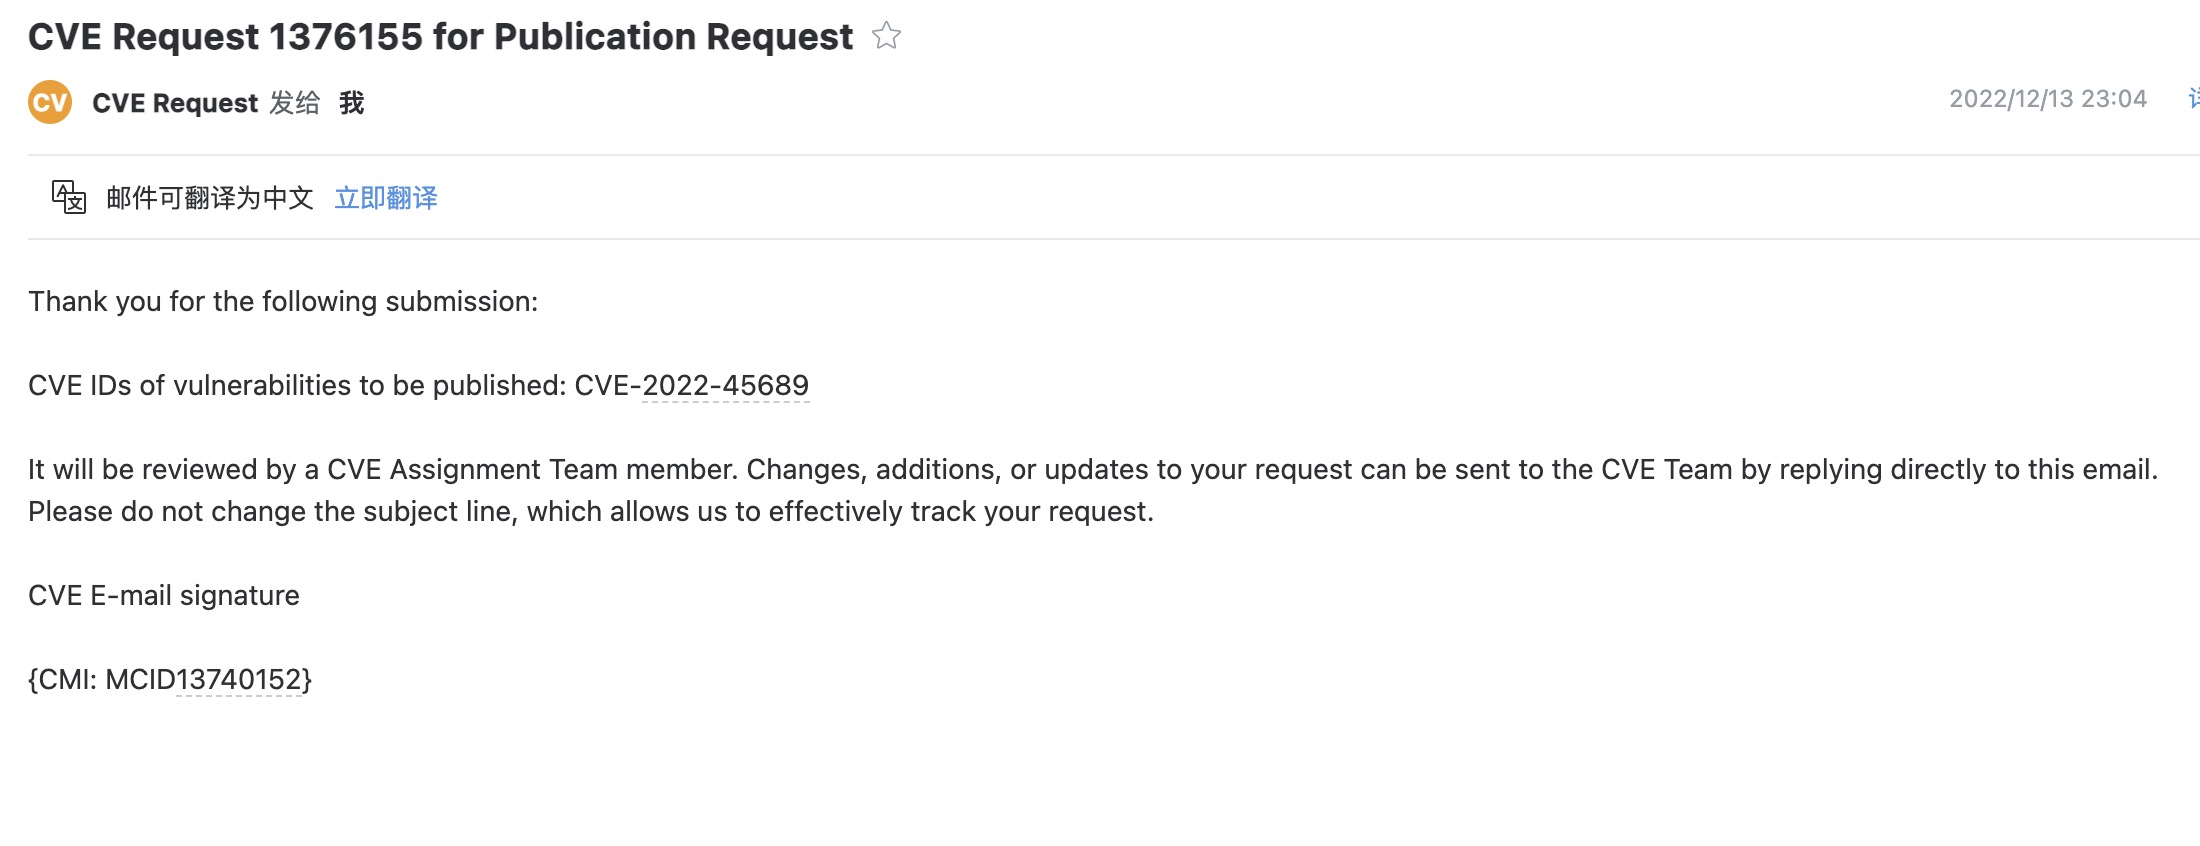 CVE Request 1376155 for Publication Request
CV
CVE Request 发给 我
2022/12/13 23:04
邮件可翻译为中文 立即翻译
Thank you for the following submission:
CVE IDs of vulnerabilities to be published: CVE-2022-45689
It will be reviewed by a CVE Assignment Team member. Changes, additions, or updates to your request can be sent to the CVE Team by replying directly to this email.
Please do not change the subject line, which allows us to effectively track your request.
CVE E-mail signature
{CMI: MCID13740152}